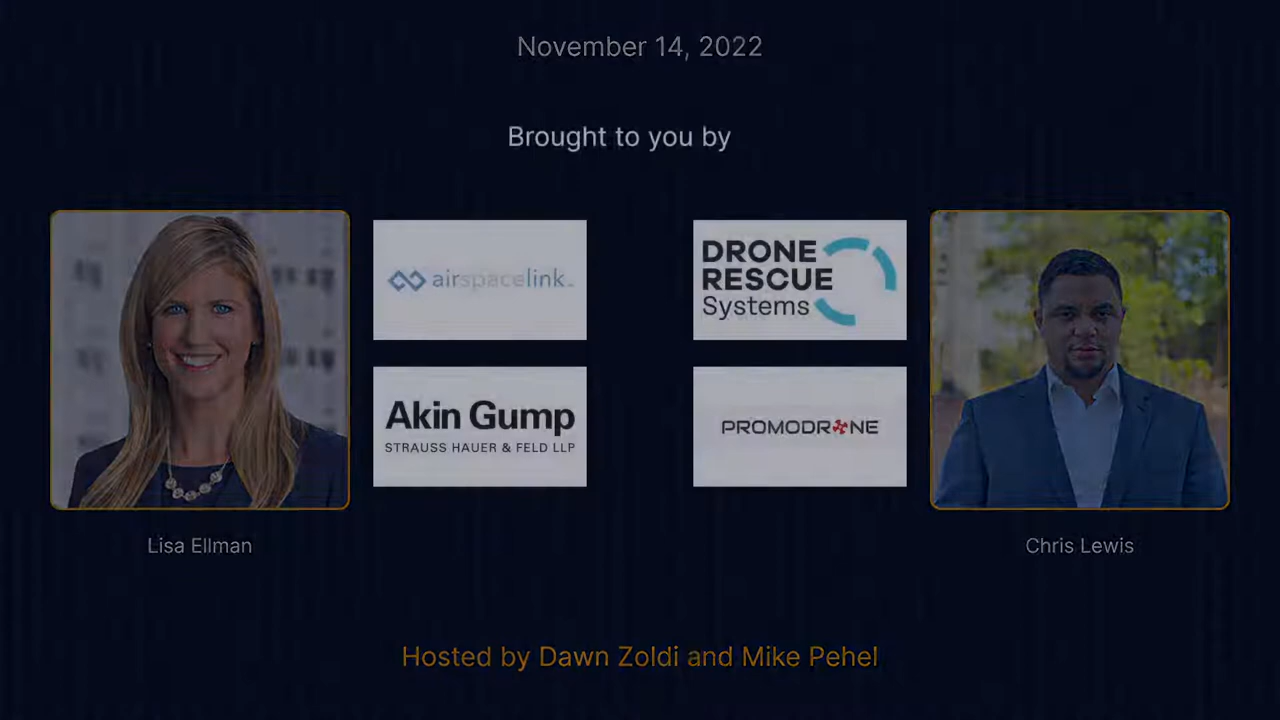 November 14, 2022
Brought to you by
airspacelink
DRONE
RESCUE
Systems
Akin Gump
STRAUSS HAUER & FELD LLP
PROMODRONE
Lisa Ellman
Chris Lewis
Hosted by Dawn Zoldi and Mike Pehel